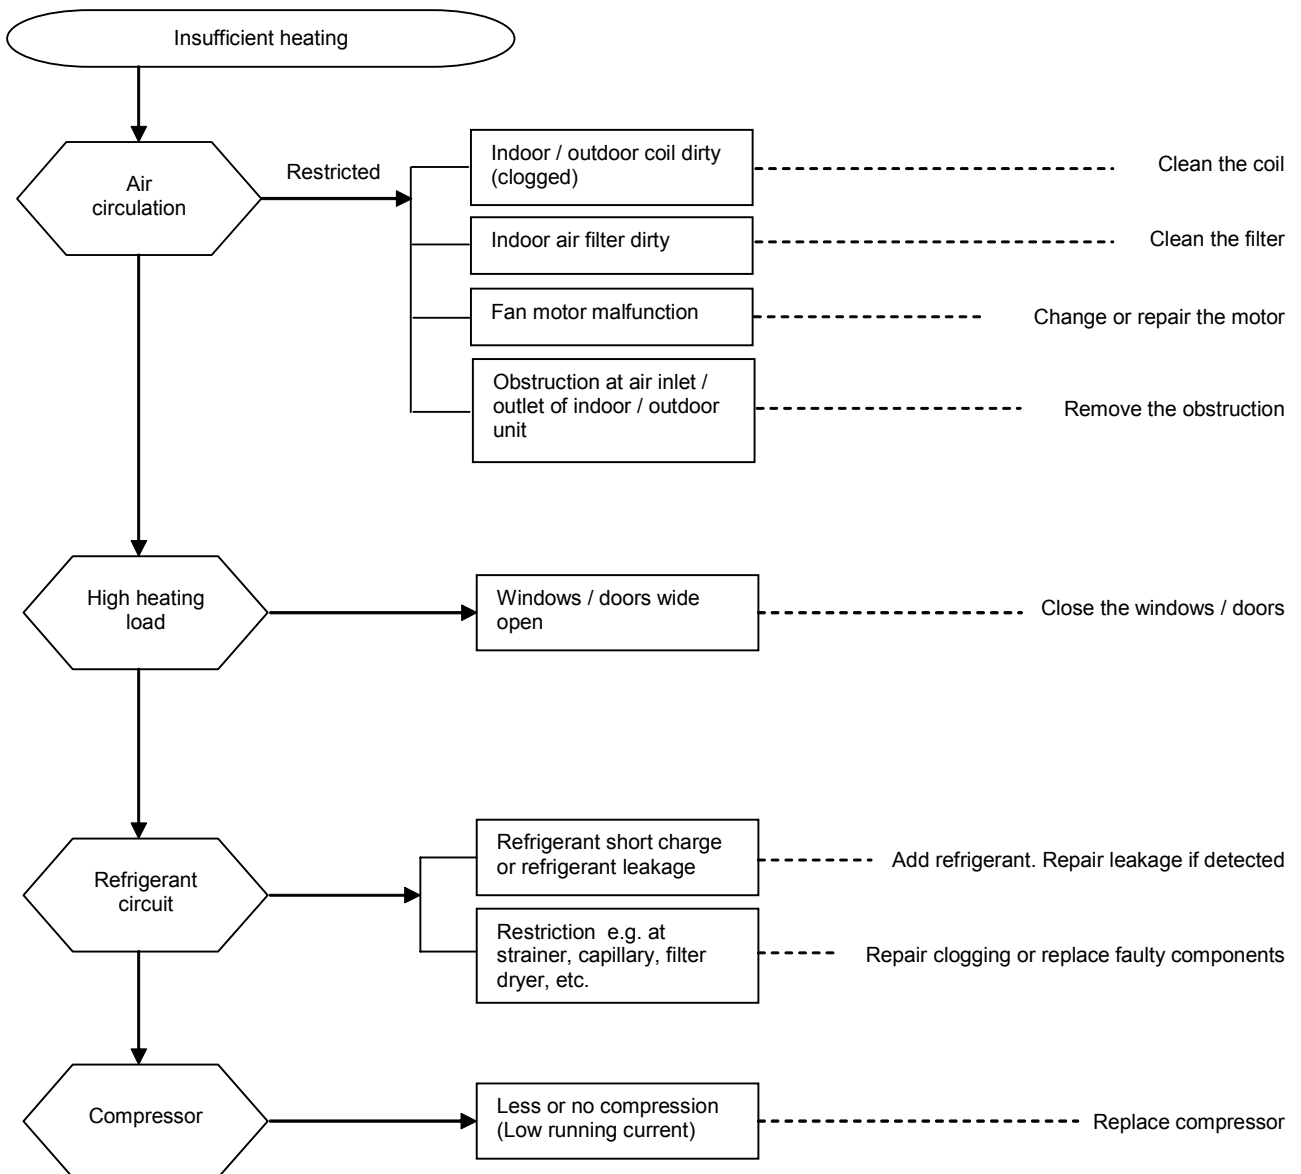 Insufficient heating
Air
circulation
Restricted
Indoor / outdoor coil dirty
(clogged)
Clean the coil
Indoor air filter dirty
Clean the filter
Fan motor malfunction
Change or repair the motor
Obstruction at air inlet /
outlet of indoor / outdoor
unit
Remove the obstruction
High heating
load
Windows / doors wide
open
Close the windows / doors
Refrigerant
circuit
Refrigerant short charge
or refrigerant leakage
Add refrigerant. Repair leakage if detected
Restriction e.g. at
strainer, capillary, filter
dryer, etc.
Repair clogging or replace faulty components
Compressor
Less or no compression
(Low running current)
Replace compressor